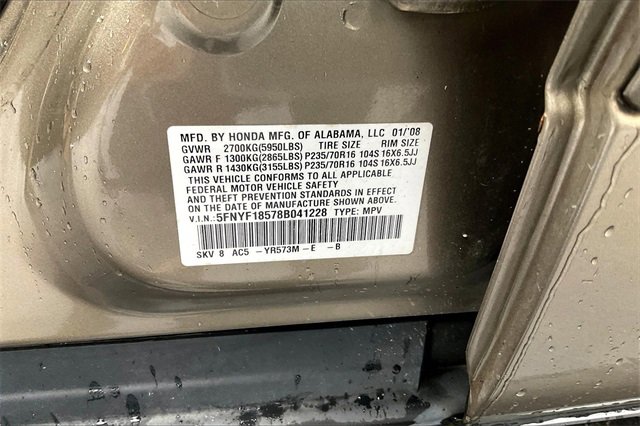 MFD. BY HONDA MFG. OF ALABAMA, LLC 01/'08
GVWR 2700KG(5950LBS) TIRE SIZE RIM SIZE
GAWR F 1300KG(2865LBS) P235/70R16 104S 16X6.5JJ
GAWR R 1430KG(3155LBS) P235/70R16 104S 16X6.5JJ
THIS VEHICLE CONFORMS TO ALL APPLICABLE
FEDERAL MOTOR VEHICLE SAFETY
AND THEFT PREVENTION STANDARDS IN EFFECT
ON THE DATE OF MANUFACTURE SHOWN ABOVE.
V.I.N.: 5FNYF18578B041228 TYPE: MPV
SKV 8 AC5 -YR573M-E -B